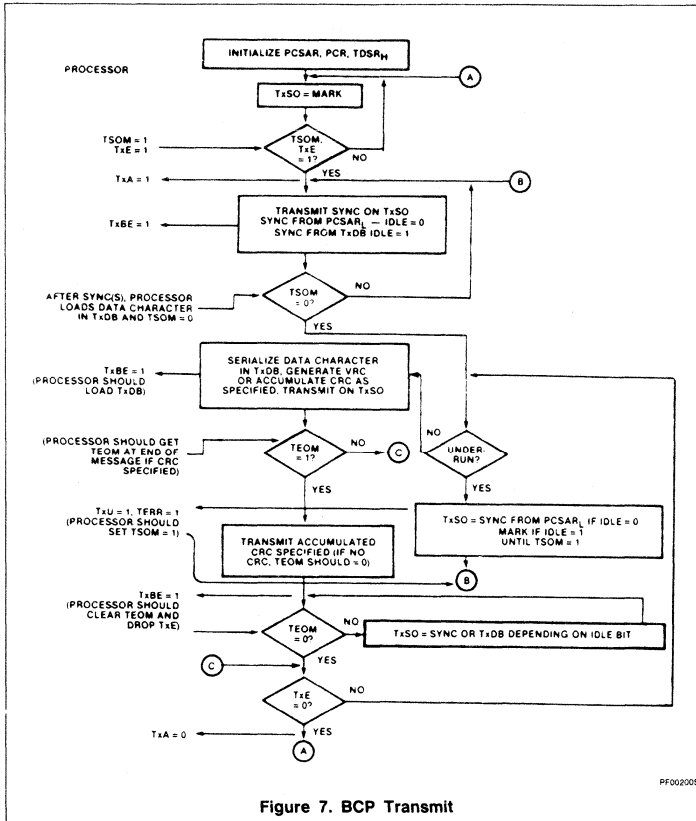 INITIALIZE PCSAR, PCR, TDSRH
PROCESSOR
A
TxSO = MARK
TSOM = 1
TxE = 1
TSOM,
TxE
= 1?
NO
YES
TxA = 1
B
TRANSMIT SYNC ON TxSO
SYNC FROM PCSARL — IDLE = 0
SYNC FROM TxDB IDLE = 1
TxBE = 1
TSOM
= 0?
NO
AFTER SYNC(S), PROCESSOR
LOADS DATA CHARACTER
IN TxDB AND TSOM = 0
YES
SERIALIZE DATA CHARACTER
IN TxDB, GENERATE VRC
OR ACCUMULATE CRC AS
SPECIFIED, TRANSMIT ON TxSO
TxBE = 1
(PROCESSOR SHOULD
LOAD TxDB)
NO
(PROCESSOR SHOULD GET
TEOM AT END OF
MESSAGE IF CRC
SPECIFIED)
TEOM
= 1?
NO
C
UNDER-
RUN?
YES
YES
TxU = 1, TERR = 1
(PROCESSOR SHOULD
SET TSOM = 1)
TRANSMIT ACCUMULATED
CRC SPECIFIED (IF NO
CRC, TEOM SHOULD = 0)
TxSO = SYNC FROM PCSARL IF IDLE = 0
MARK IF IDLE = 1
UNTIL TSOM = 1
B
TxBE = 1
(PROCESSOR SHOULD
CLEAR TEOM AND
DROP TxE)
TEOM
= 0?
NO
TxSO = SYNC OR TxDB DEPENDING ON IDLE BIT
C
YES
TxE
= 0?
NO
YES
TxA = 0
A
PF002005
Figure 7. BCP Transmit